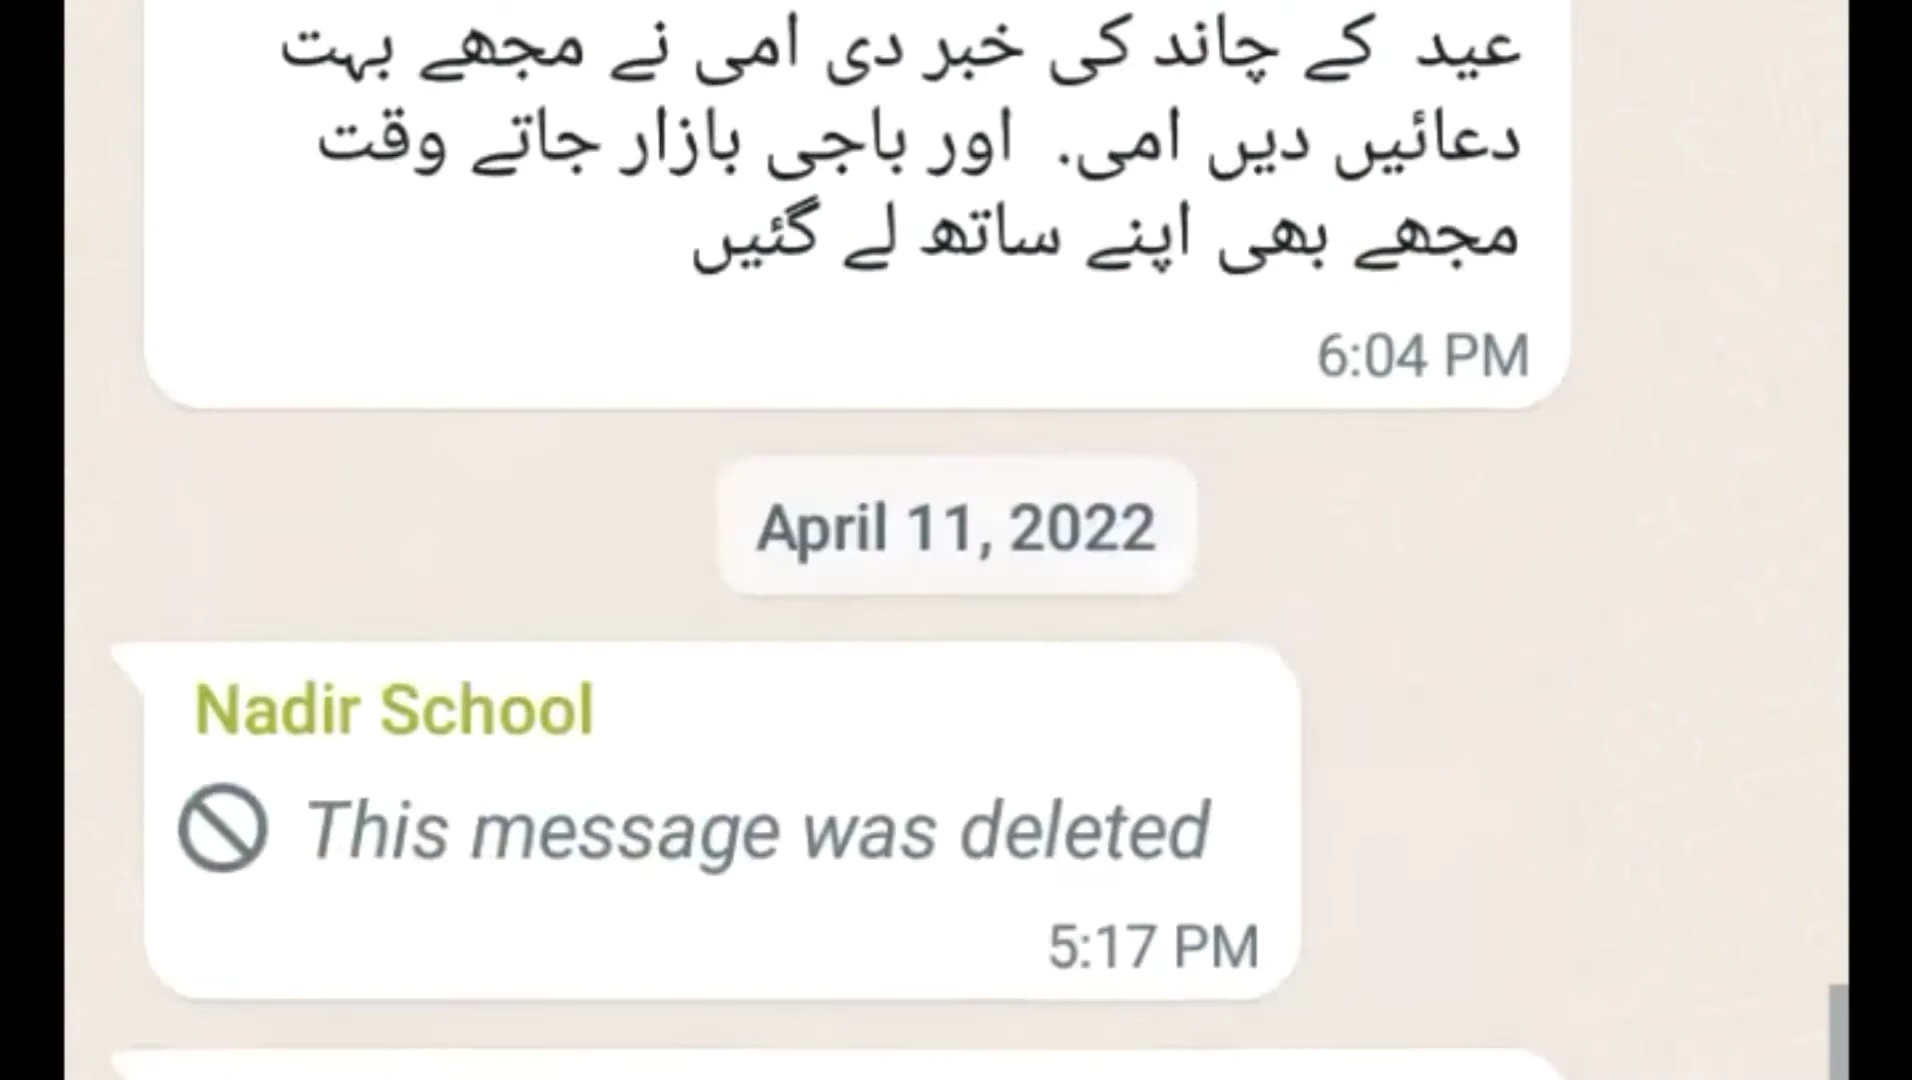 عید کے چاند کی خبر دی امی نے مجھے بہت
دعائیں دیں امی. اور باجی بازار جاتے وقت
مجھے بھی اپنے ساتھ لے گئیں
6:04 PM
April 11, 2022
Nadir School
This message was deleted
5:17 PM